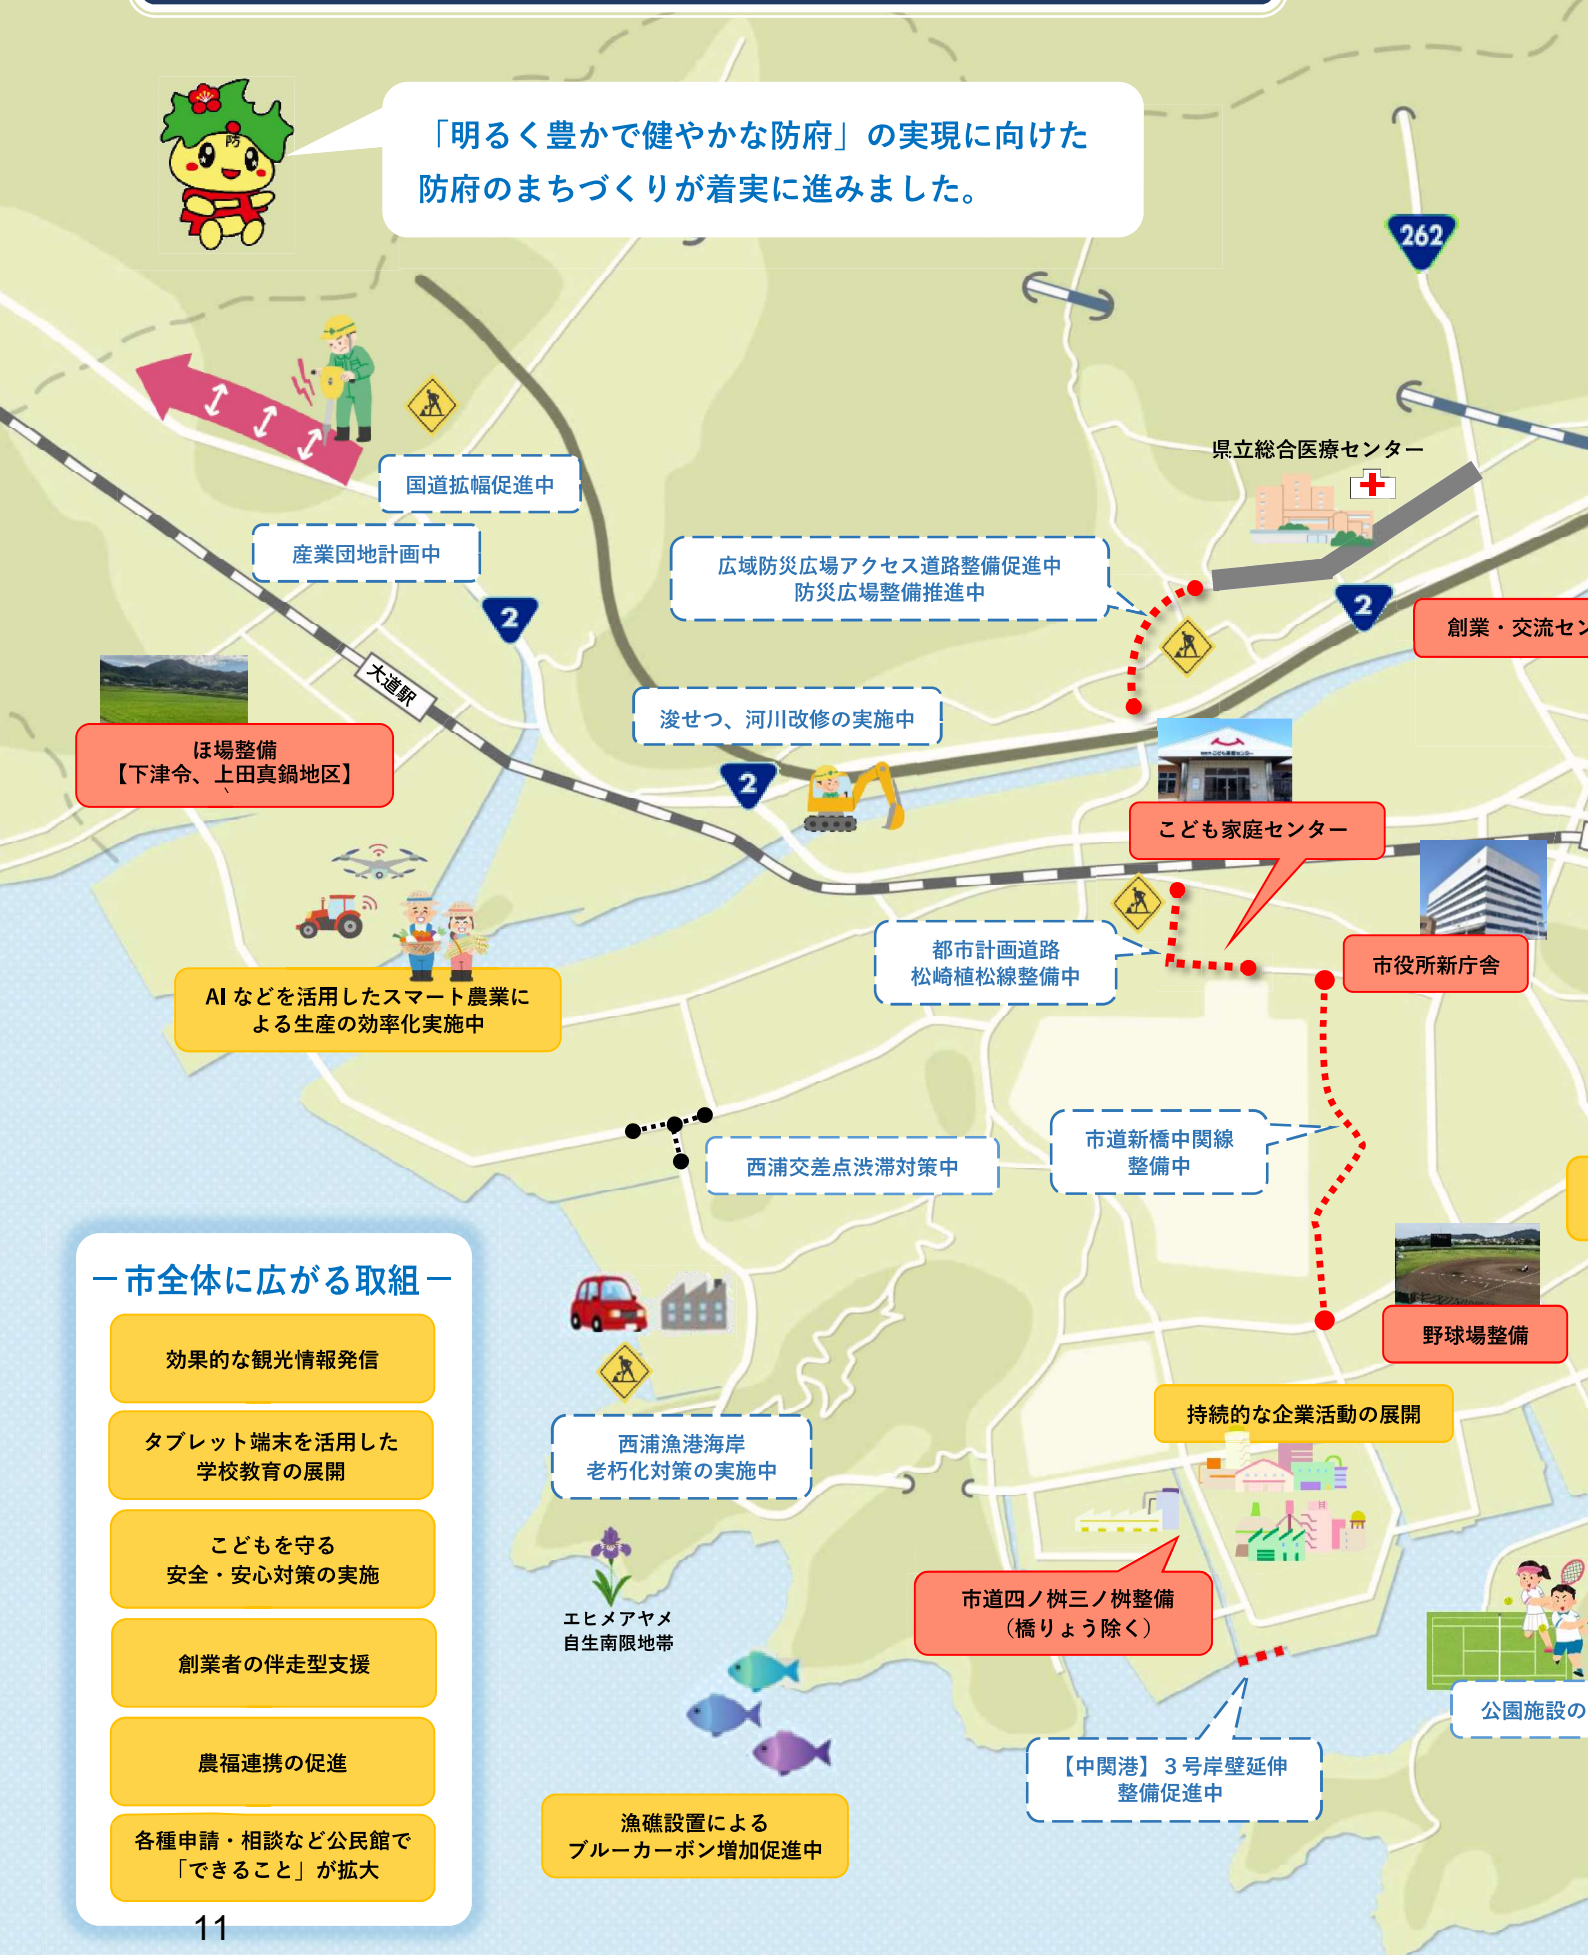 「明るく豊かで健やかな防府」の実現に向けた
防府のまちづくりが着実に進みました。
防
262
国道拡幅促進中
産業団地計画中
県立総合医療センター
広域防災広場アクセス道路整備促進中
防災広場整備推進中
2
2
創業・交流セン
大道駅
浚せつ、河川改修の実施中
2
ほ場整備
【下津令、上田真鍋地区】
こども家庭センター
市役所新庁舎
都市計画道路
松崎植松線整備中
AI などを活用したスマート農業に
よる生産の効率化実施中
西浦交差点渋滞対策中
市道新橋中関線
整備中
野球場整備
持続的な企業活動の展開
西浦漁港海岸
老朽化対策の実施中
エヒメアヤメ
自生南限地帯
市道四ノ桝三ノ桝整備
（橋りょう除く）
公園施設の
【中関港】３号岸壁延伸
整備促進中
漁礁設置による
ブルーカーボン増加促進中
－市全体に広がる取組－
効果的な観光情報発信
タブレット端末を活用した
学校教育の展開
こどもを守る
安全・安心対策の実施
創業者の伴走型支援
農福連携の促進
各種申請・相談など公民館で
「できること」が拡大
11